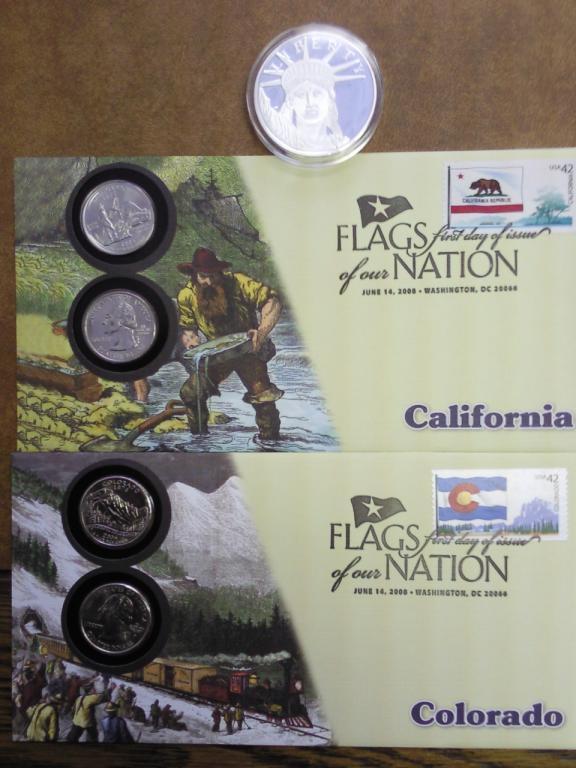 LIBERTY
USA 42
CALIFORNIA REPUBLIC
FLAGS first day of issue
of our NATION
JUNE 14, 2008 • WASHINGTON, DC 20066
California
COLORADO
USA 42
FLAGS first day of issue
of our NATION
JUNE 14, 2008 • WASHINGTON, DC 20066
Colorado